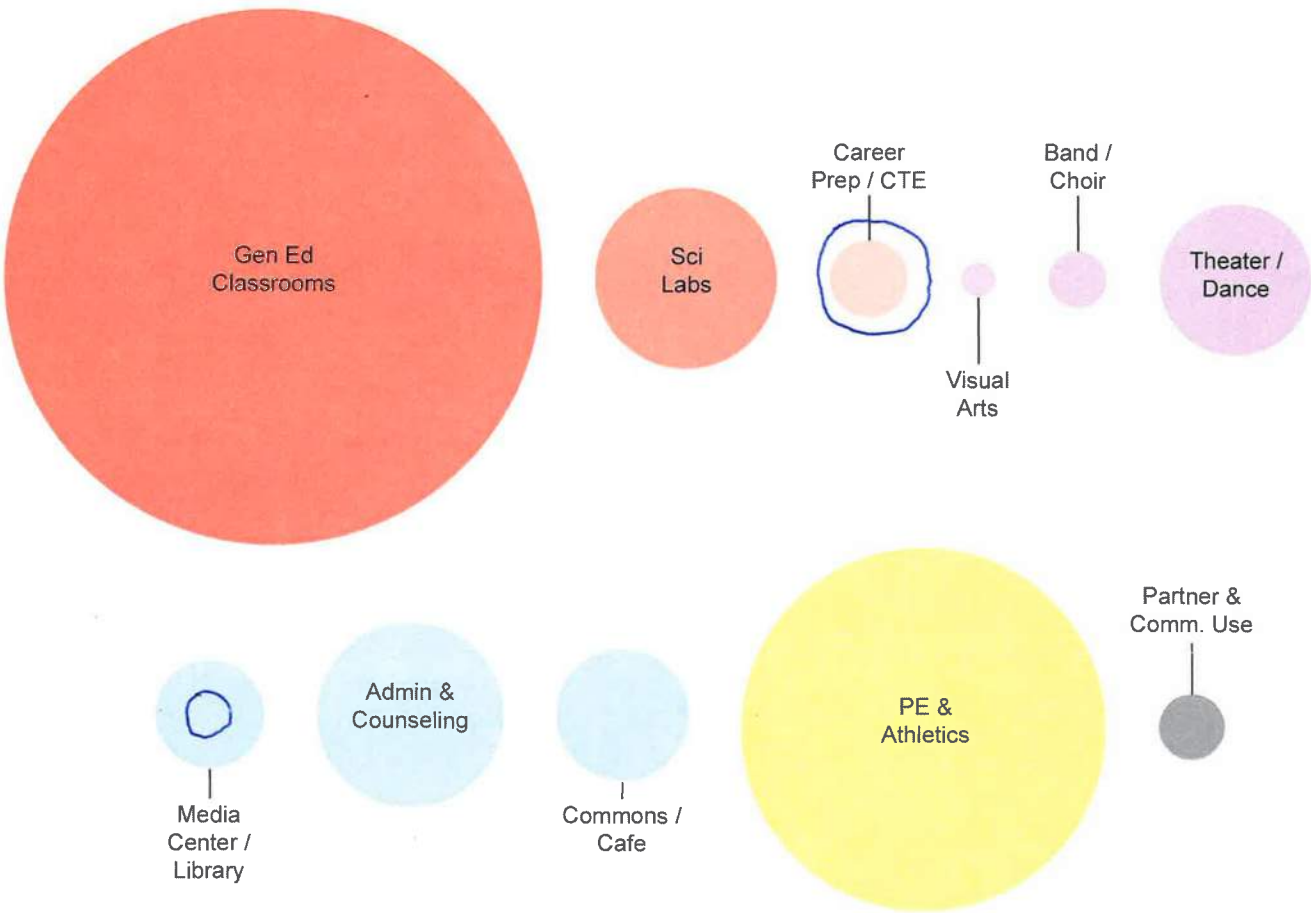 Career
Prep / CTE
Band /
Choir
Gen Ed
Classrooms
Sci
Labs
Theater /
Dance
Visual
Arts
Partner &
Comm. Use
Admin &
Counseling
PE &
Athletics
Media
Center /
Library
Commons /
Cafe